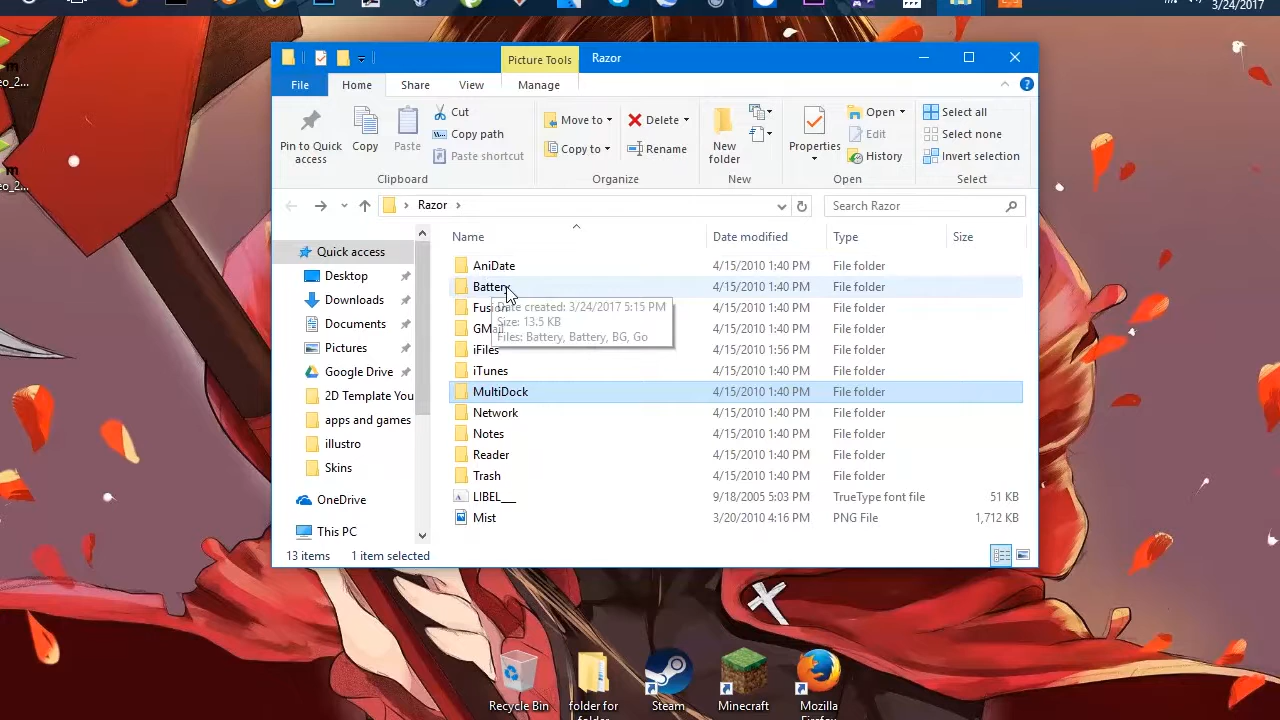 3/24/2017
eo_2...
eo_2...
Picture Tools
Razor
File
Home
Share
View
Manage
Pin to Quick access
Copy
Paste
Cut
Copy path
Paste shortcut
Clipboard
Move to
Copy to
Delete
Rename
Organize
New folder
New
Properties
Open
Edit
History
Open
Select all
Select none
Invert selection
Select
Razor
Search Razor
Name
Date modified
Type
Size
Quick access
Desktop
Downloads
Documents
Pictures
Google Drive
2D Template You
apps and games
illustro
Skins
OneDrive
This PC
AniDate 4/15/2010 1:40 PM File folder
Battery 4/15/2010 1:40 PM File folder
Fusion 4/15/2010 1:40 PM File folder
GMail 4/15/2010 1:40 PM File folder
iFiles 4/15/2010 1:56 PM File folder
iTunes 4/15/2010 1:40 PM File folder
MultiDock 4/15/2010 1:40 PM File folder
Network 4/15/2010 1:40 PM File folder
Notes 4/15/2010 1:40 PM File folder
Reader 4/15/2010 1:40 PM File folder
Trash 4/15/2010 1:40 PM File folder
LIBEL___ 9/18/2005 5:03 PM TrueType font file 51 KB
Mist 3/20/2010 4:16 PM PNG File 1,712 KB
Date created: 3/24/2017 5:15 PM
Size: 13.5 KB
Files: Battery, Battery, BG, Go
13 items 1 item selected
Recycle Bin
folder for folder
Steam
Minecraft
Mozilla Firefox